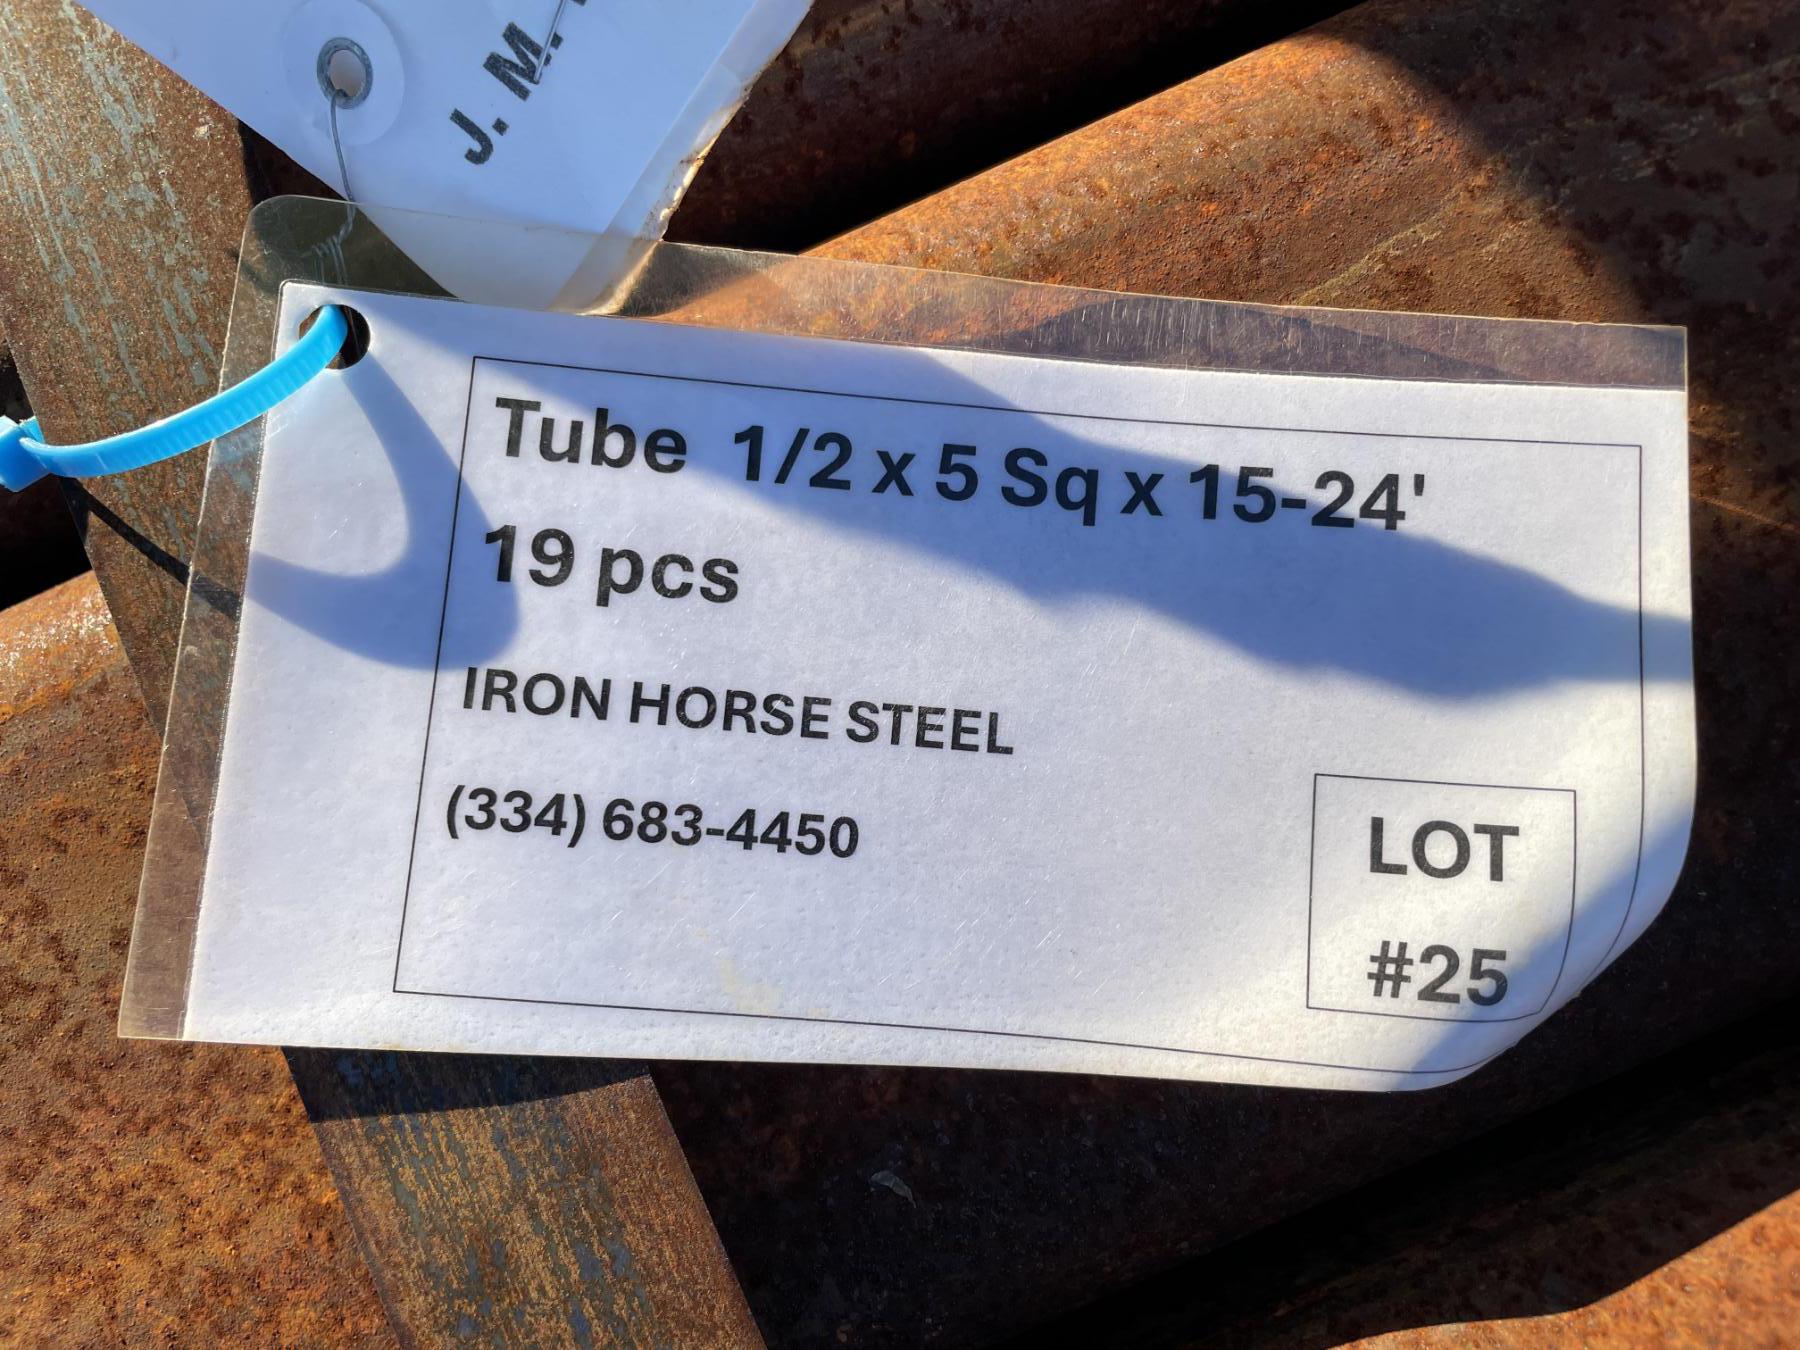 J. M.
Tube 1/2 x 5 Sq x 15-24'
19 pcs
IRON HORSE STEEL
(334) 683-4450
LOT
#25